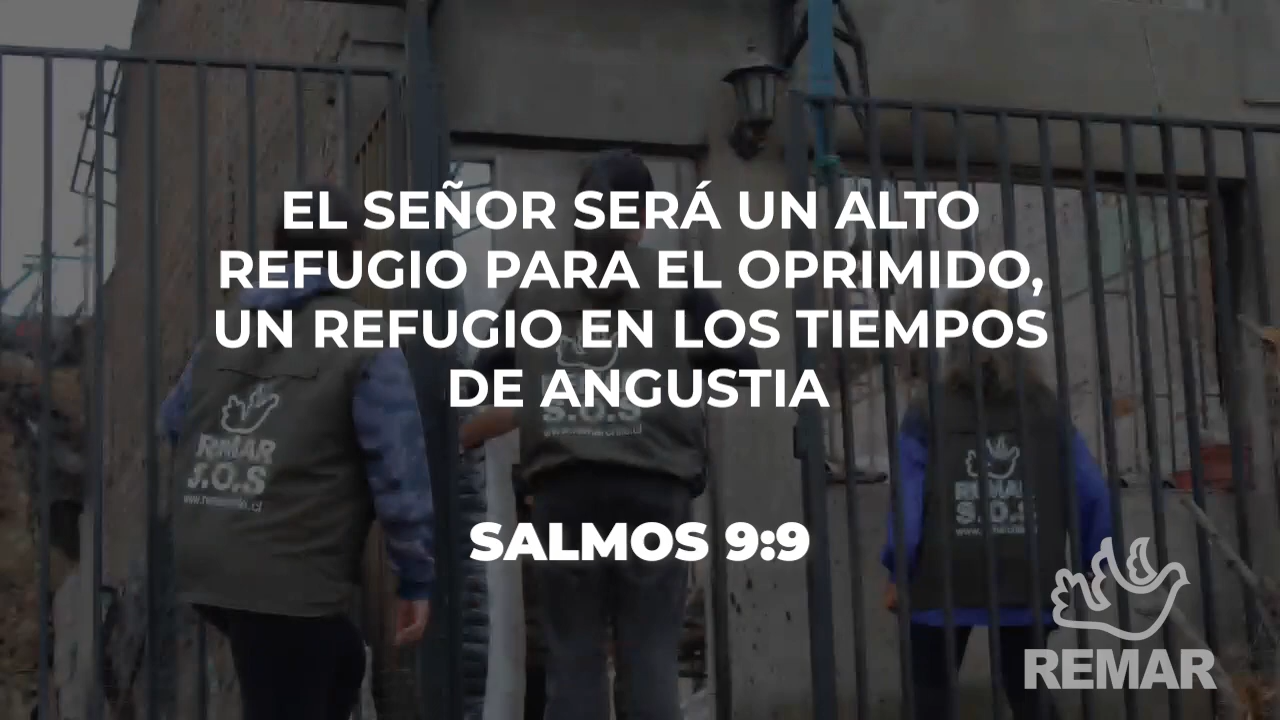 EL SEÑOR SERÁ UN ALTO
REFUGIO PARA EL OPRIMIDO,
UN REFUGIO EN LOS TIEMPOS
DE ANGUSTIA
SALMOS 9:9
REMAR
S.O.S
S.O.S
REMAR
S.O.S
REMAR